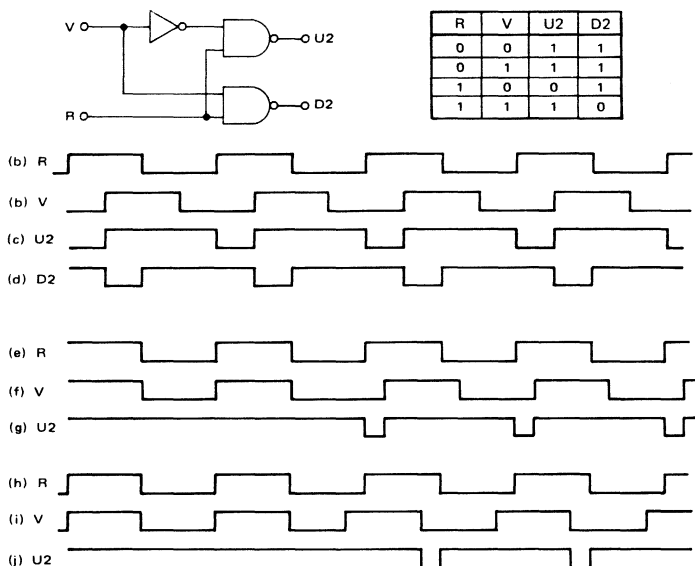 V
U2
R
D2
R V U2 D2
0 0 1 1
0 1 1 1
1 0 0 1
1 1 1 0
(b) R
(b) V
(c) U2
(d) D2
(e) R
(f) V
(g) U2
(h) R
(i) V
(j) U2